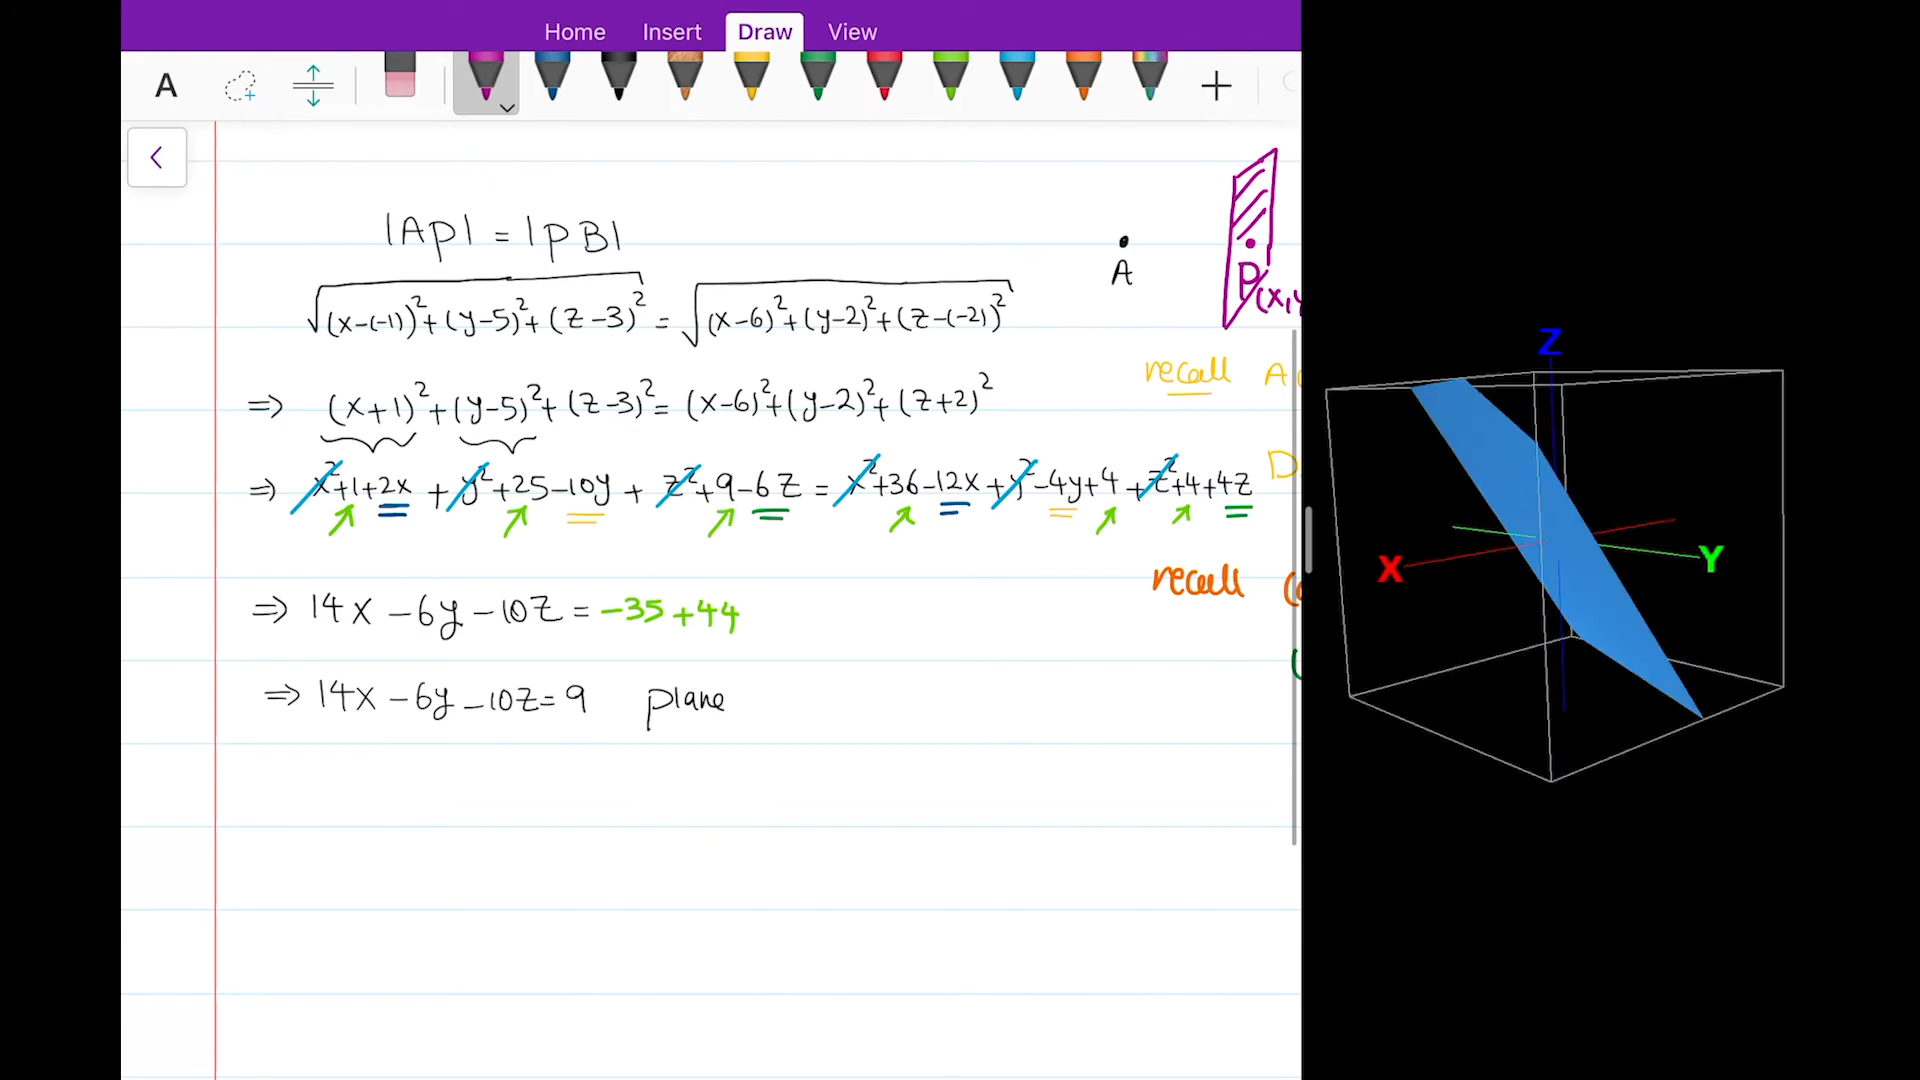 Home Insert Draw View
A
|AP| = |PB|
√(x-(-1))²+(y-5)²+(z-3)² = √(x-6)²+(y-2)²+(z-(-2))²
⇒ (x+1)²+(y-5)²+(z-3)²= (x-6)²+(y-2)²+(z+2)²
⇒ x²+1+2x + y²+25-10y + z²+9-6z = x²+36-12x+y²-4y+4+z²+4+4z
⇒ 14x -6y -10z = -35+44
⇒ 14x -6y -10z= 9 plane
A
P(x,y
recall A
D
recall
Z
X
Y